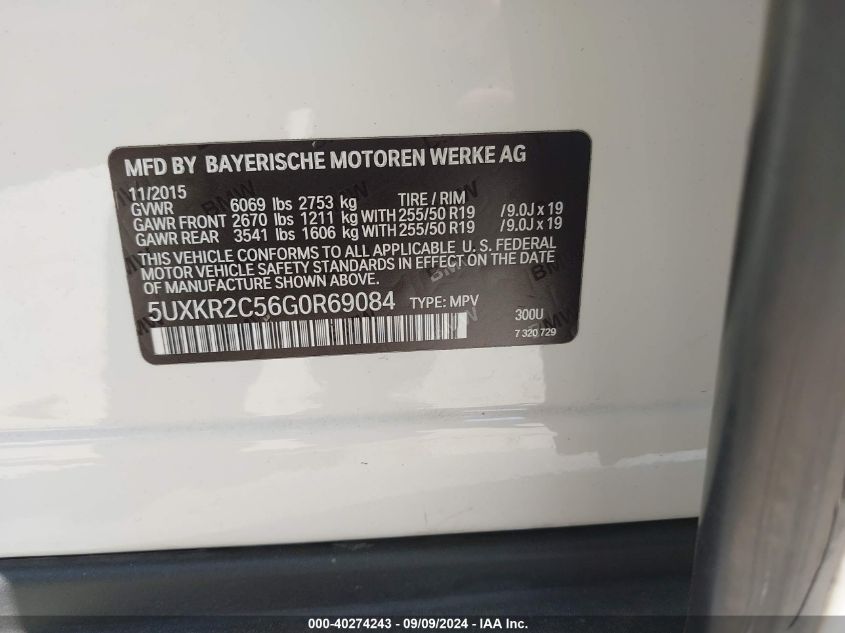 MFD BY BAYERISCHE MOTOREN WERKE AG
11/2015
GVWR 6069 lbs 2753 kg TIRE / RIM
GAWR FRONT 2670 lbs 1211 kg WITH 255/50 R19 /9.0J x 19
GAWR REAR 3541 lbs 1606 kg WITH 255/50 R19 /9.0J x 19
THIS VEHICLE CONFORMS TO ALL APPLICABLE U.S. FEDERAL
MOTOR VEHICLE SAFETY STANDARDS IN EFFECT ON THE DATE
OF MANUFACTURE SHOWN ABOVE.
5UXKR2C56G0R69084 TYPE: MPV 300U
7 320 729
000-40274243 - 09/09/2024 - IAA Inc.